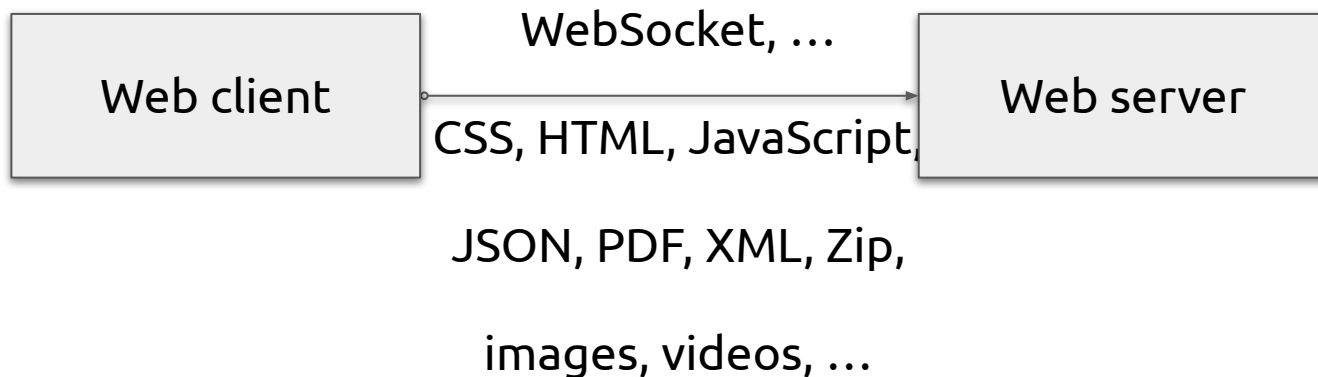 WebSocket, …
Web client
Web server
CSS, HTML, JavaScript,
JSON, PDF, XML, Zip,
images, videos, …